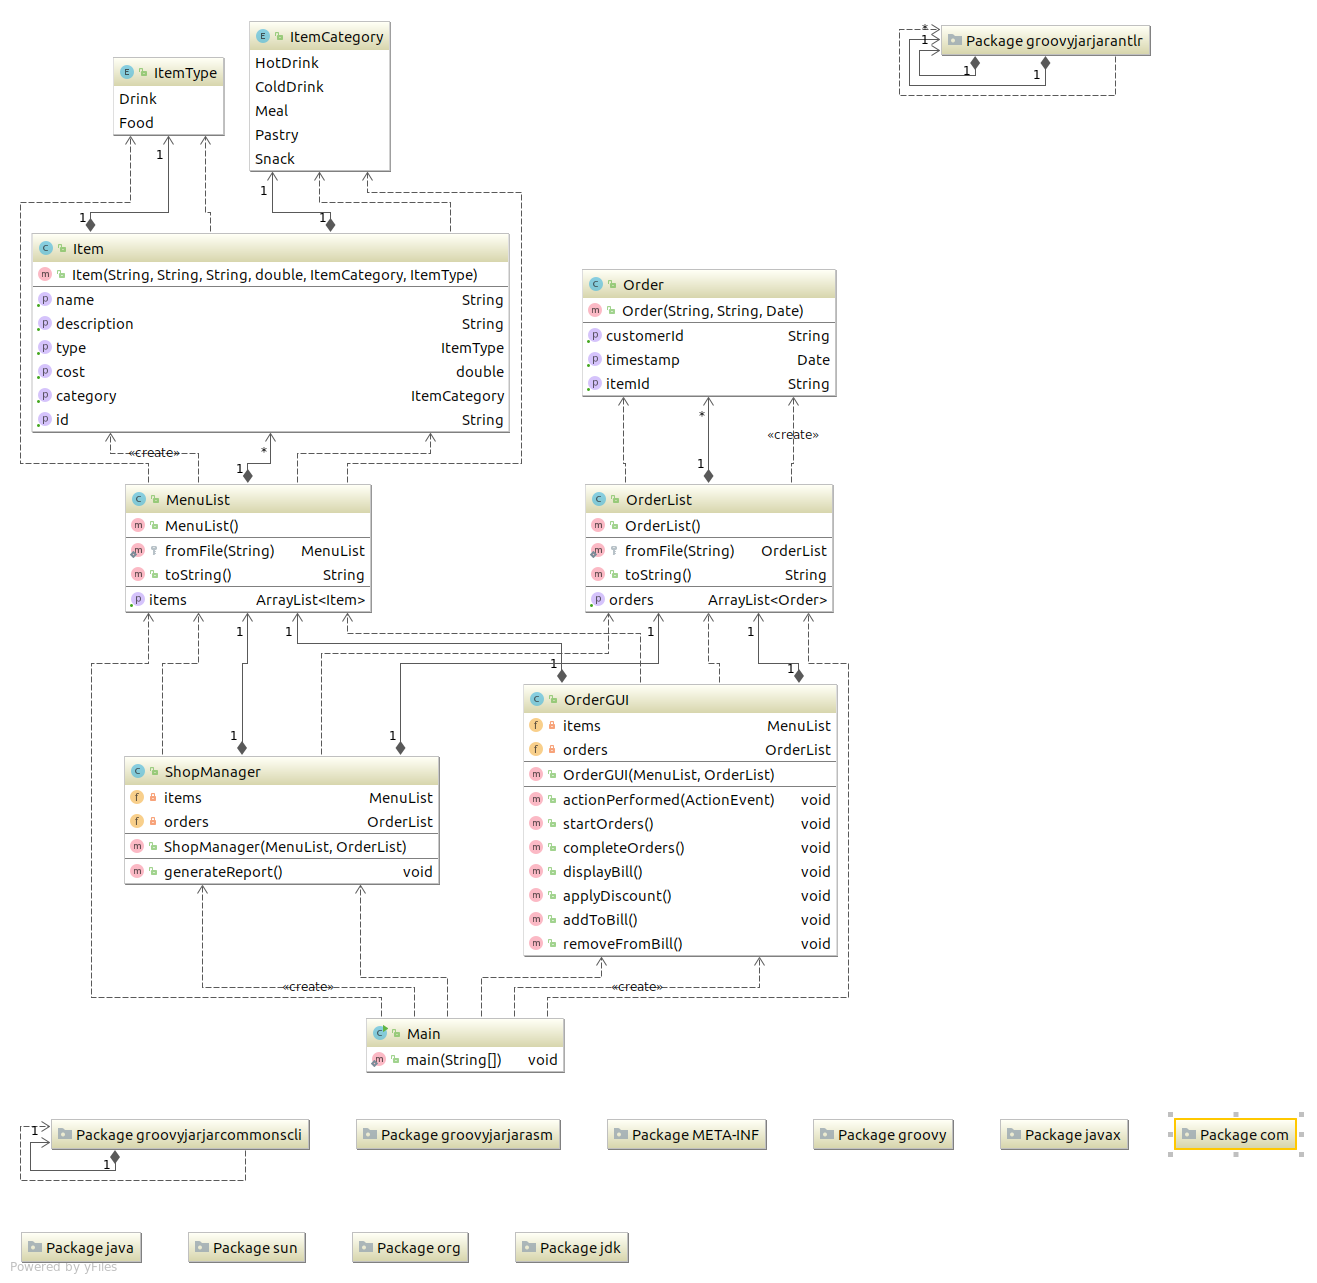 ItemType
Drink
Food
ItemCategory
HotDrink
ColdDrink
Meal
Pastry
Snack
Package groovyjarjarantlr
*
1
1
1
1
1
1
1
Item
Item(String, String, String, double, ItemCategory, ItemType)
name String
description String
type ItemType
cost double
category ItemCategory
id String
Order
Order(String, String, Date)
customerId String
timestamp Date
itemId String
«create»
*
1
*
1
«create»
MenuList
MenuList()
fromFile(String) MenuList
toString() String
items ArrayList<Item>
OrderList
OrderList()
fromFile(String) OrderList
toString() String
orders ArrayList<Order>
1
1
1
1
1
1
1
1
ShopManager
items MenuList
orders OrderList
ShopManager(MenuList, OrderList)
generateReport() void
OrderGUI
items MenuList
orders OrderList
OrderGUI(MenuList, OrderList)
actionPerformed(ActionEvent) void
startOrders() void
completeOrders() void
displayBill() void
applyDiscount() void
addToBill() void
removeFromBill() void
«create»
«create»
Main
main(String[]) void
1
1
Package groovyjarjarcommonscli
Package groovyjarjarasm
Package META-INF
Package groovy
Package javax
Package com
Package java
Package sun
Package org
Package jdk
Powered by yFiles